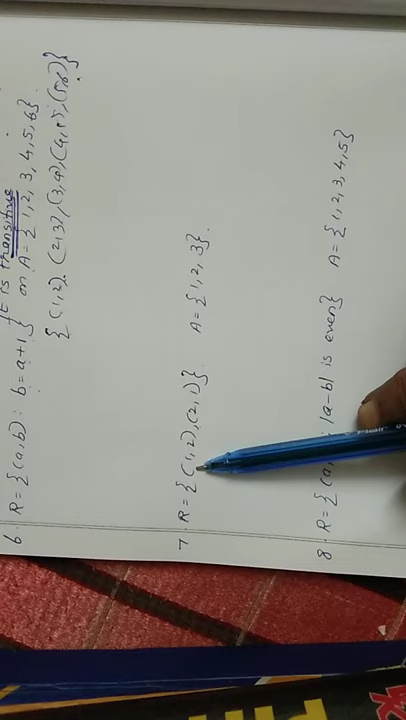 It is transitive
6. R = {(a,b): b = a+1} on A = {1, 2, 3, 4, 5, 6}
{(1,2). (2,3), (3,4), (4,5), (5,6)}
7. R = {(1,2), (2,1)} A = {1, 2, 3}
8. R = {(a, |a-b| is even} A = {1, 2, 3, 4, 5}